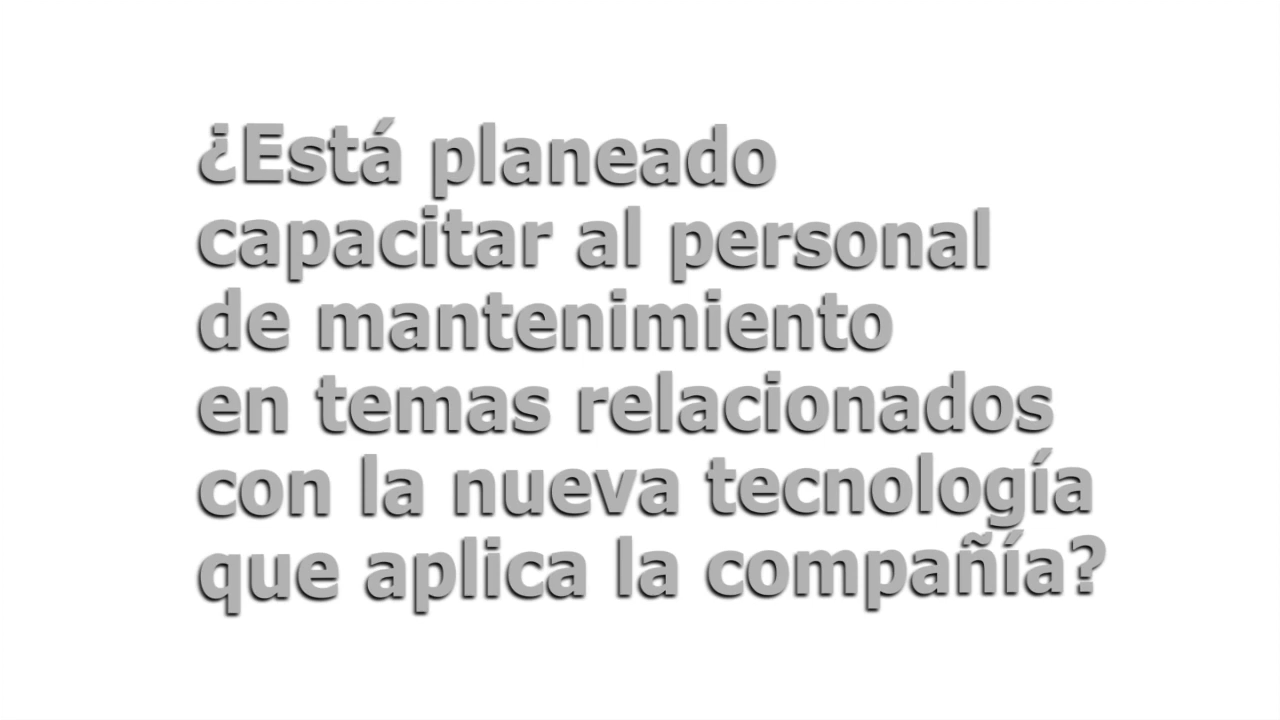 ¿Está planeado
capacitar al personal
de mantenimiento
en temas relacionados
con la nueva tecnología
que aplica la compañía?